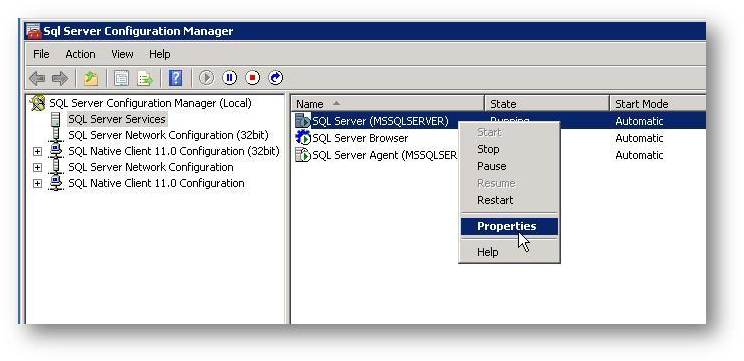 Sql Server Configuration Manager
File Action View Help
SQL Server Configuration Manager (Local)
SQL Server Services
SQL Server Network Configuration (32bit)
SQL Native Client 11.0 Configuration (32bit)
SQL Server Network Configuration
SQL Native Client 11.0 Configuration
Name State Start Mode
SQL Server (MSSQLSERVER) Running Automatic
SQL Server Browser Automatic
SQL Server Agent (MSSQLSER Automatic
Start
Stop
Pause
Resume
Restart
Properties
Help